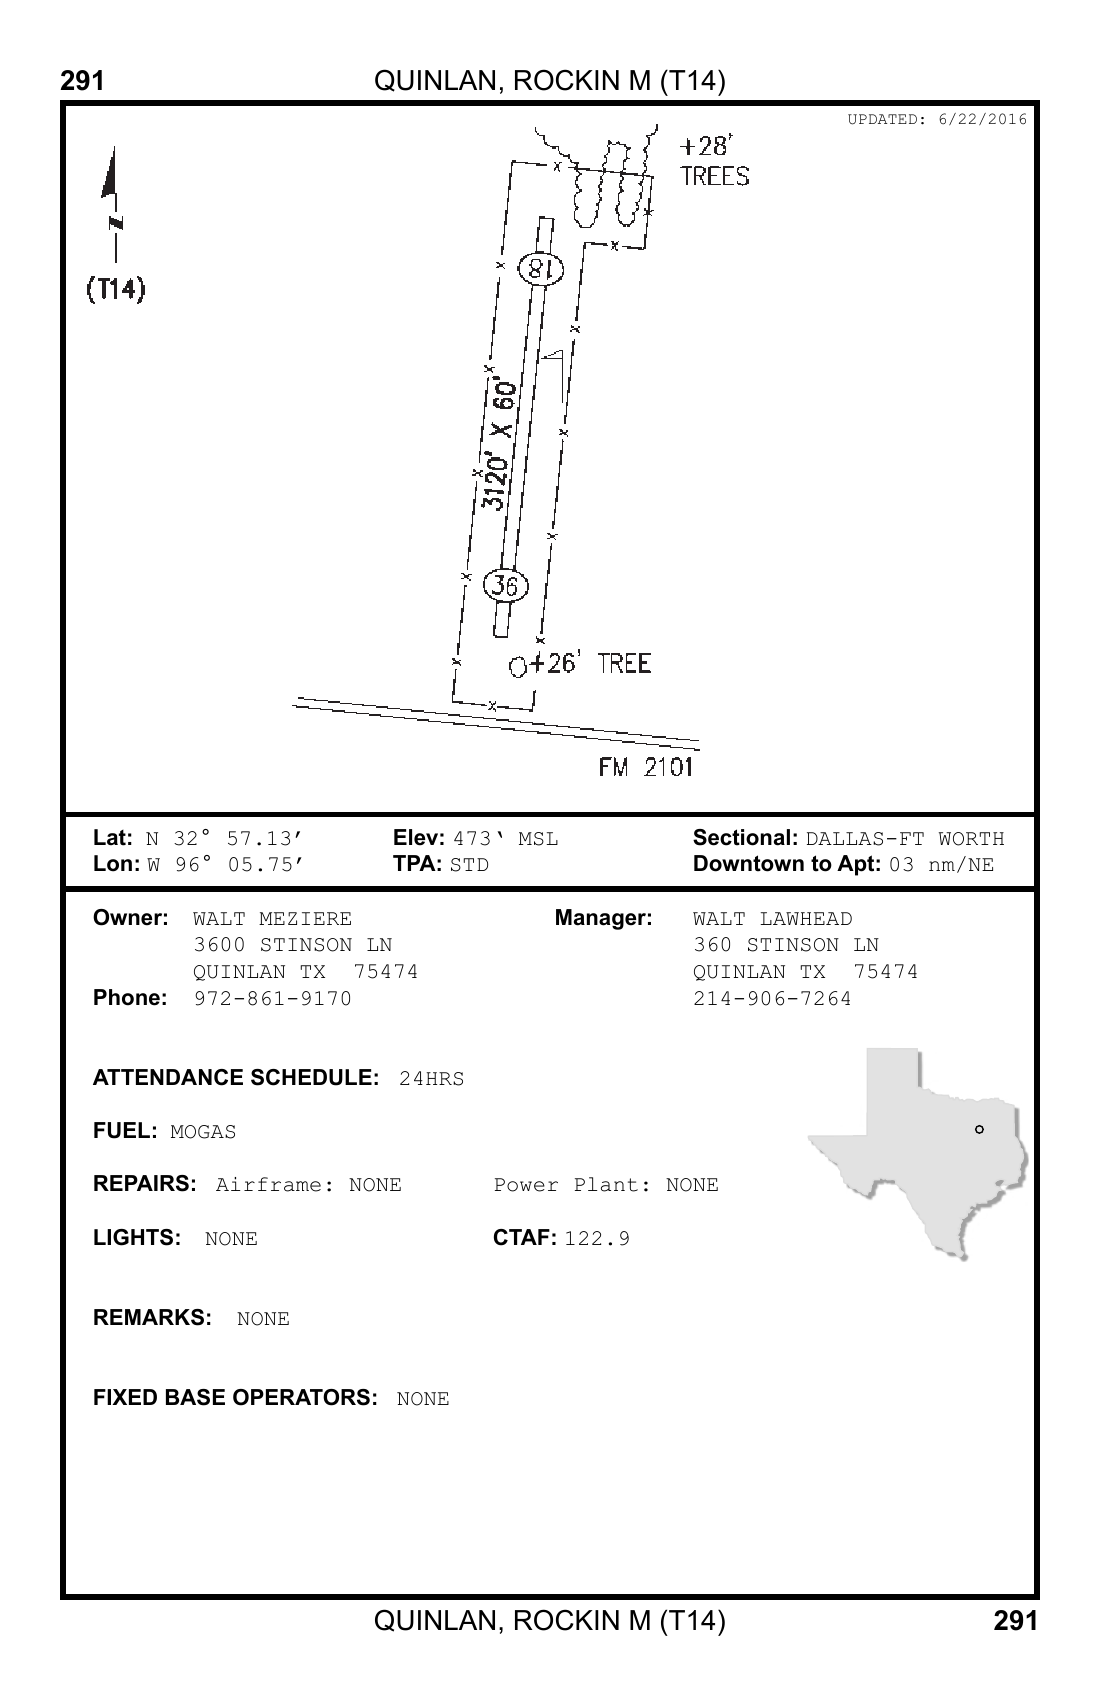 291 QUINLAN, ROCKIN M (T14)
UPDATED: 6/22/2016
+28'
TREES
N
(T14)
18
3120' X 60'
36
+26' TREE
FM 2101
Lat: N 32° 57.13′ Elev: 473‘ MSL Sectional: DALLAS-FT WORTH
Lon: W 96° 05.75′ TPA: STD Downtown to Apt: 03 nm/NE
Owner: WALT MEZIERE Manager: WALT LAWHEAD
3600 STINSON LN 360 STINSON LN
QUINLAN TX 75474 QUINLAN TX 75474
Phone: 972-861-9170 214-906-7264
ATTENDANCE SCHEDULE: 24HRS
FUEL: MOGAS
REPAIRS: Airframe: NONE Power Plant: NONE
LIGHTS: NONE CTAF: 122.9
REMARKS: NONE
FIXED BASE OPERATORS: NONE
QUINLAN, ROCKIN M (T14) 291